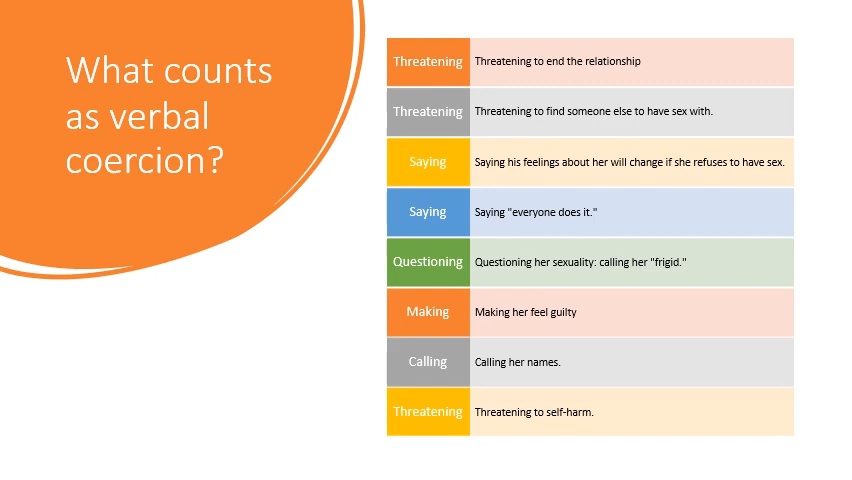 What counts
as verbal
coercion?
Threatening
Threatening to end the relationship
Threatening
Threatening to find someone else to have sex with.
Saying
Saying his feelings about her will change if she refuses to have sex.
Saying
Saying "everyone does it."
Questioning
Questioning her sexuality: calling her "frigid."
Making
Making her feel guilty
Calling
Calling her names.
Threatening
Threatening to self-harm.